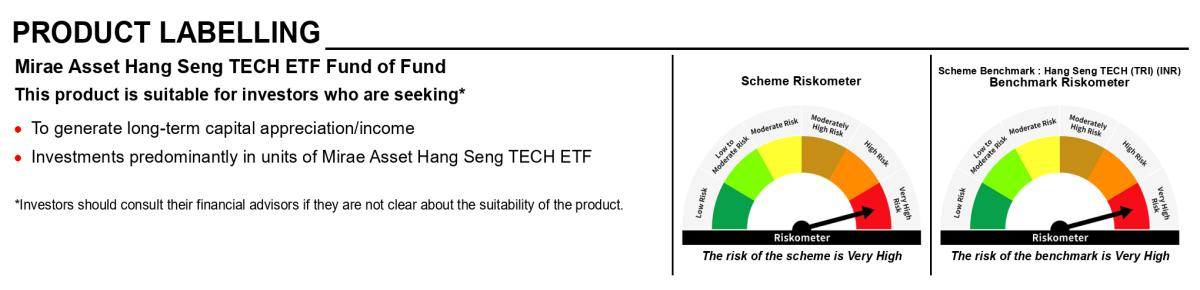 PRODUCT LABELLING
Mirae Asset Hang Seng TECH ETF Fund of Fund
This product is suitable for investors who are seeking*
• To generate long-term capital appreciation/income
• Investments predominantly in units of Mirae Asset Hang Seng TECH ETF
*Investors should consult their financial advisors if they are not clear about the suitability of the product.
Scheme Riskometer
Low Risk
Low to
Moderate Risk
Moderate Risk
Moderately
High Risk
High Risk
Very High
Risk
Riskometer
The risk of the scheme is Very High
Scheme Benchmark : Hang Seng TECH (TRI) (INR)
Benchmark Riskometer
Low Risk
Low to
Moderate Risk
Moderate Risk
Moderately
High Risk
High Risk
Very High
Risk
Riskometer
The risk of the benchmark is Very High